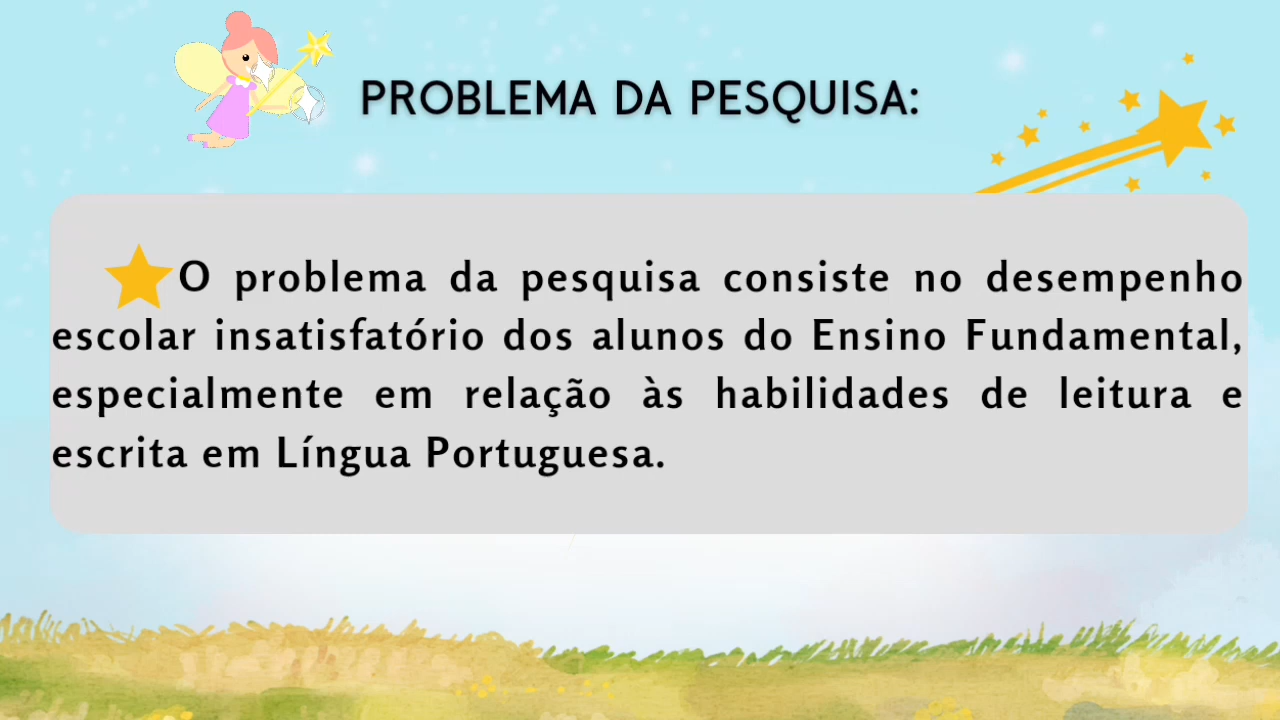 PROBLEMA DA PESQUISA:
O problema da pesquisa consiste no desempenho
escolar insatisfatório dos alunos do Ensino Fundamental,
especialmente em relação às habilidades de leitura e
escrita em Língua Portuguesa.